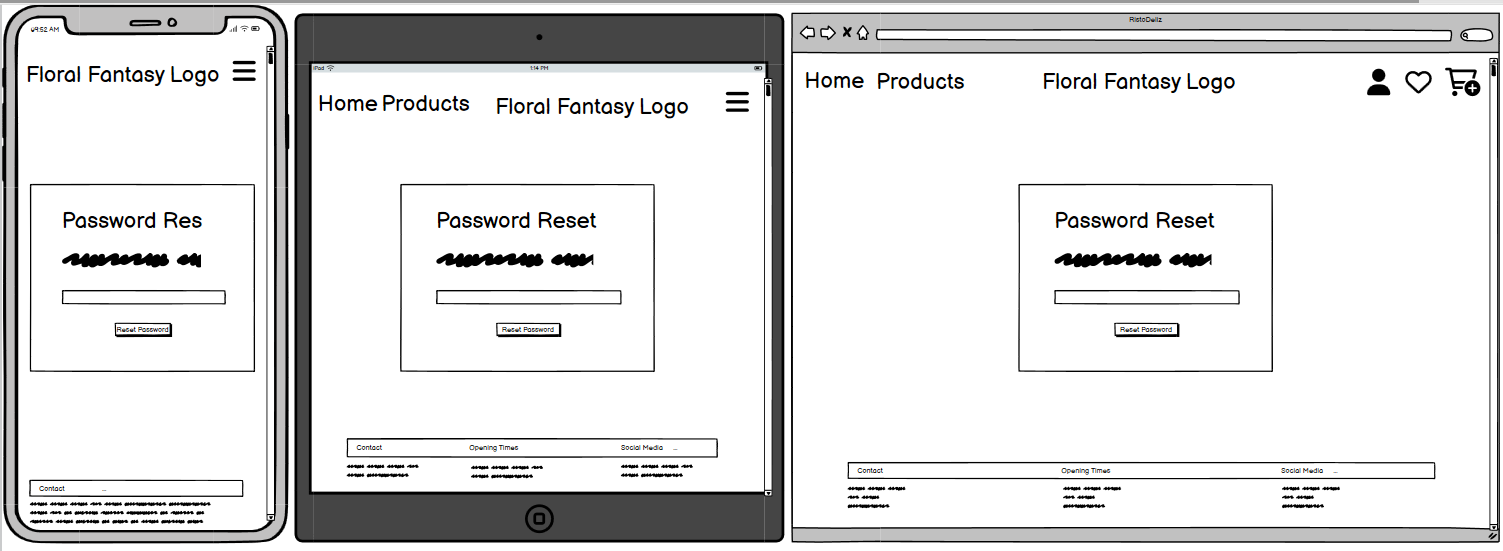 09:52 AM
Floral Fantasy Logo
Password Res
Reset Password
Contact ...
iPad
1:14 PM
Home Products Floral Fantasy Logo
Password Reset
Reset Password
Contact Opening Times Social Media ...
RistoDeliz
Home Products Floral Fantasy Logo
Password Reset
Reset Password
Contact Opening Times Social Media ...